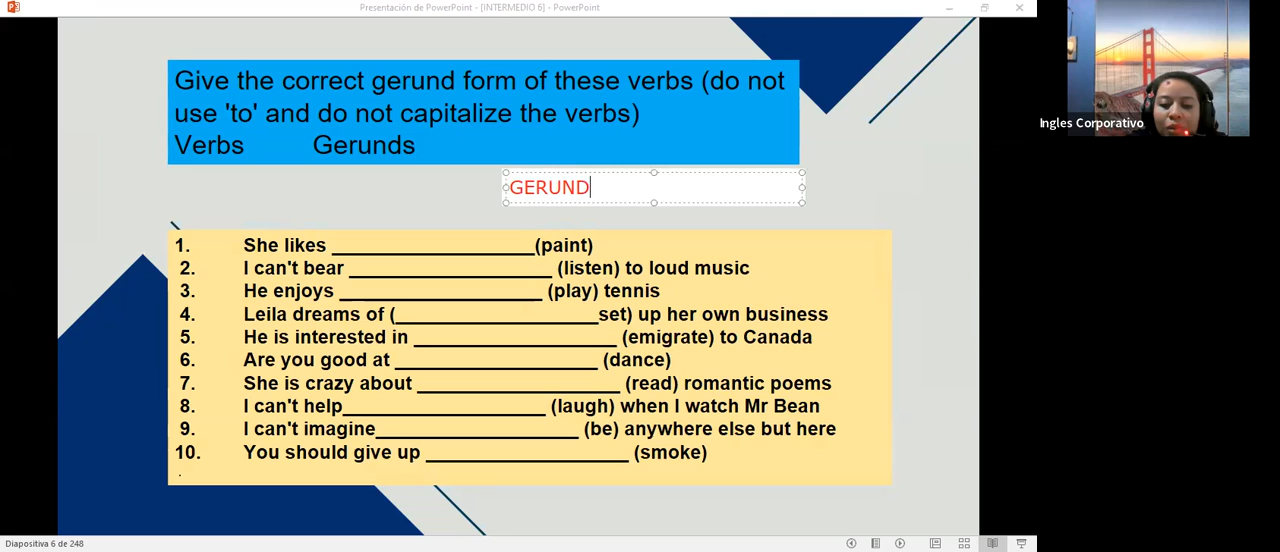 Presentación de PowerPoint - [INTERMEDIO 6] - PowerPoint
Give the correct gerund form of these verbs (do not
use 'to' and do not capitalize the verbs)
Verbs Gerunds
GERUND
1. She likes ____________________(paint)
2. I can't bear ____________________ (listen) to loud music
3. He enjoys ____________________ (play) tennis
4. Leila dreams of (____________________set) up her own business
5. He is interested in ____________________ (emigrate) to Canada
6. Are you good at ____________________ (dance)
7. She is crazy about ____________________ (read) romantic poems
8. I can't help____________________ (laugh) when I watch Mr Bean
9. I can't imagine____________________ (be) anywhere else but here
10. You should give up ____________________ (smoke)
.
Diapositiva 6 de 248
Ingles Corporativo